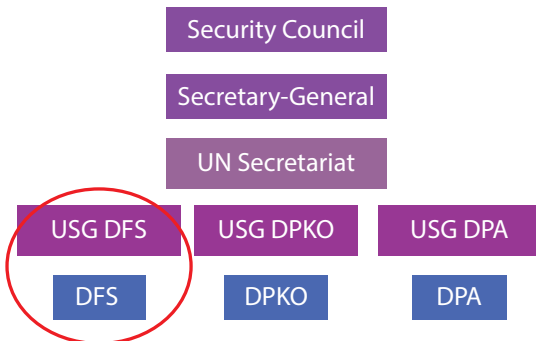 Security Council
Secretary-General
UN Secretariat
USG DFS USG DPKO USG DPA
DFS DPKO DPA